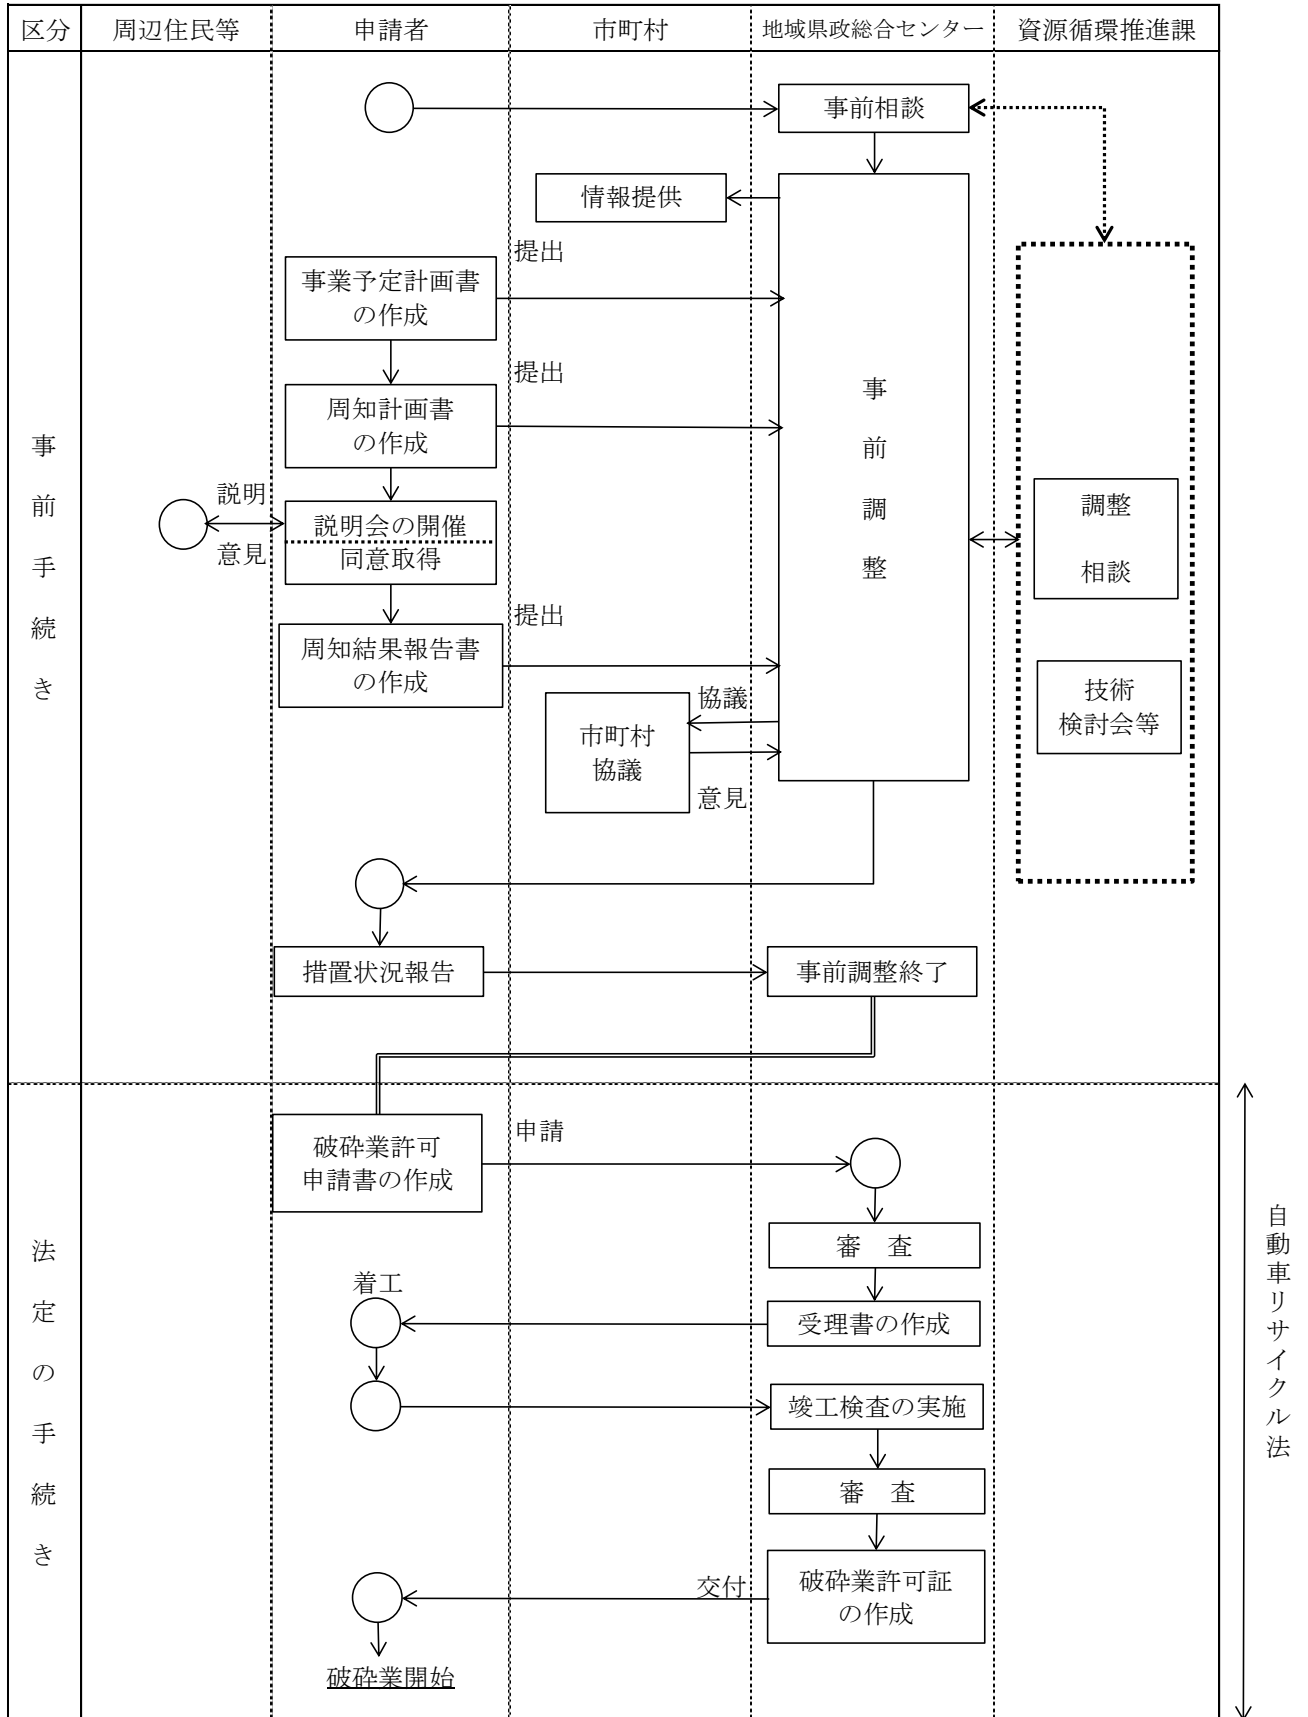 区分
周辺住民等
申請者
市町村
地域県政総合センター
資源循環推進課
事前手続き
事前相談
情報提供
提出
事業予定計画書
の作成
提出
周知計画書
の作成
事前調整
説明
意見
説明会の開催
同意取得
調整
相談
提出
周知結果報告書
の作成
技術
検討会等
協議
市町村
協議
意見
措置状況報告
事前調整終了
法定の手続き
破砕業許可
申請書の作成
申請
審 査
着工
受理書の作成
竣工検査の実施
審 査
交付
破砕業許可証
の作成
破砕業開始
自動車リサイクル法